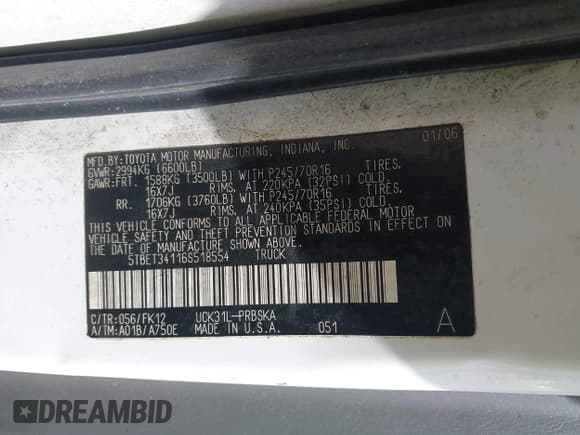 MFD.BY:TOYOTA MOTOR MANUFACTURING, INDIANA, INC. 01/06
GVWR:2994KG (6600LB)
GAWR:FRT. 1588KG (3500LB) WITH P245/70R16 TIRES,
16X7J RIMS, AT 220KPA (32PSI) COLD.
RR. 1706KG (3760LB) WITH P245/70R16 TIRES,
16X7J RIMS, AT 240KPA (35PSI) COLD.
THIS VEHICLE CONFORMS TO ALL APPLICABLE FEDERAL MOTOR
VEHICLE SAFETY AND THEFT PREVENTION STANDARDS IN EFFECT ON
THE DATE OF MANUFACTURE SHOWN ABOVE.
5TBET34116S518554 TRUCK
C/TR:056/FK12 UCK31L-PRBSKA
A/TM:A01B/A750E MADE IN U.S.A. 051 A
DREAMBID